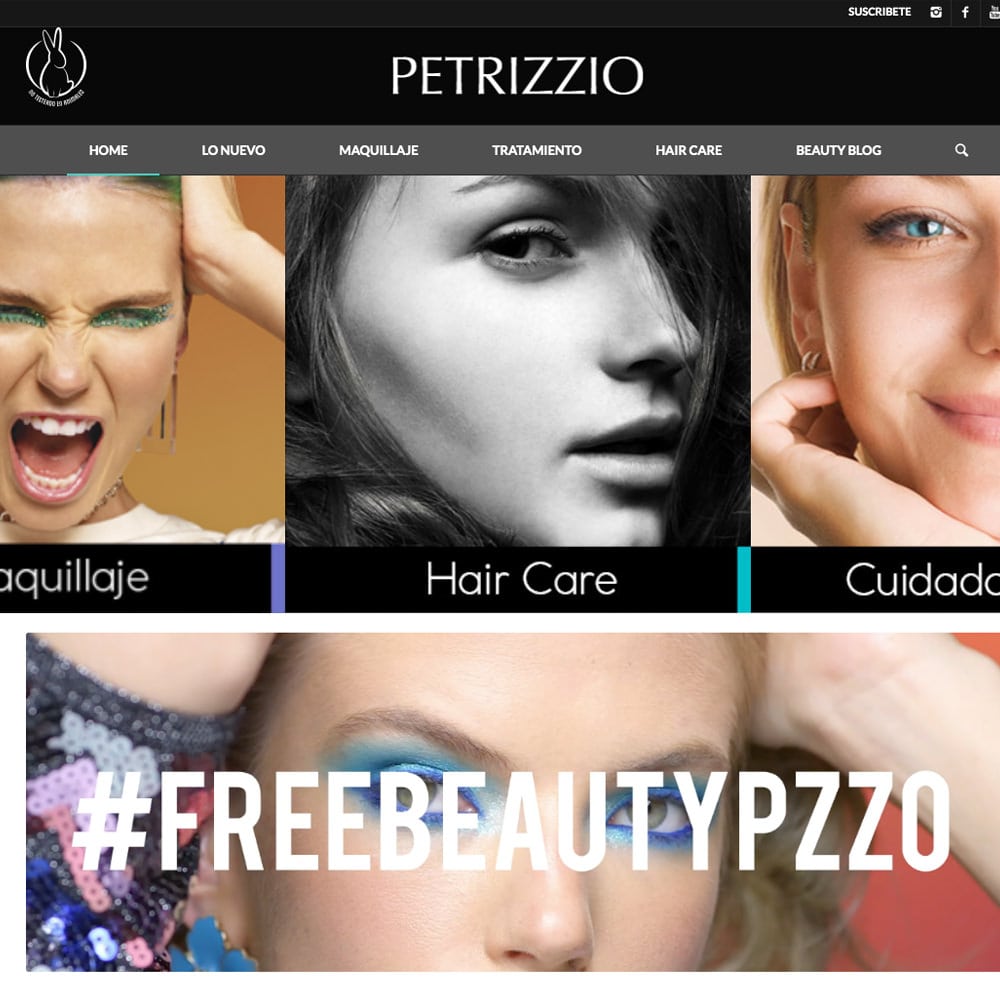 SUSCRIBETE
NO TESTEADO EN ANIMALES
PETRIZZIO
HOME LO NUEVO MAQUILLAJE TRATAMIENTO HAIR CARE BEAUTY BLOG
aquillaje Hair Care Cuidado
#FREEBEAUTYPZZO